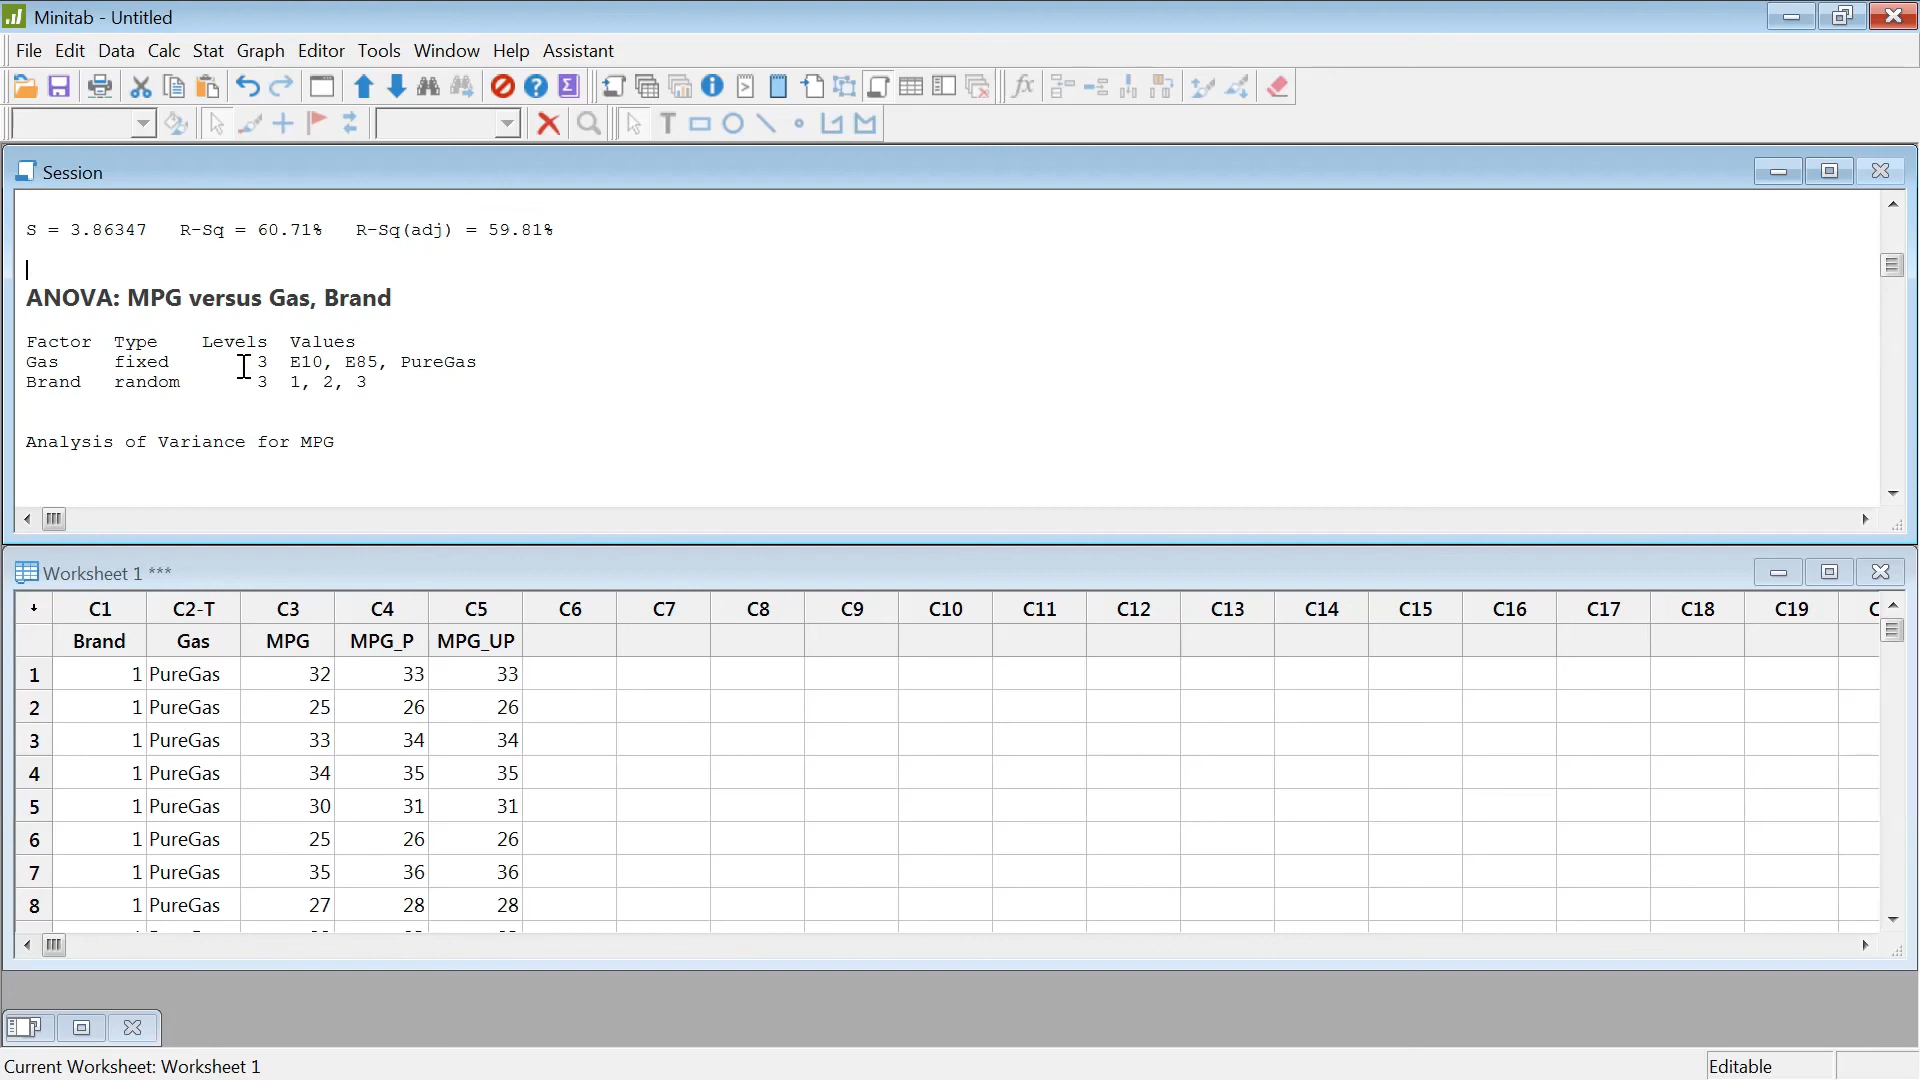 Minitab - Untitled
File Edit Data Calc Stat Graph Editor Tools Window Help Assistant
Session
S = 3.86347 R-Sq = 60.71% R-Sq(adj) = 59.81%
ANOVA: MPG versus Gas, Brand
Factor Type Levels Values
Gas fixed 3 E10, E85, PureGas
Brand random 3 1, 2, 3
Analysis of Variance for MPG
Worksheet 1 ***
C1 C2-T C3 C4 C5 C6 C7 C8 C9 C10 C11 C12 C13 C14 C15 C16 C17 C18 C19 C
Brand Gas MPG MPG_P MPG_UP
1 1 PureGas 32 33 33
2 1 PureGas 25 26 26
3 1 PureGas 33 34 34
4 1 PureGas 34 35 35
5 1 PureGas 30 31 31
6 1 PureGas 25 26 26
7 1 PureGas 35 36 36
8 1 PureGas 27 28 28
Current Worksheet: Worksheet 1
Editable